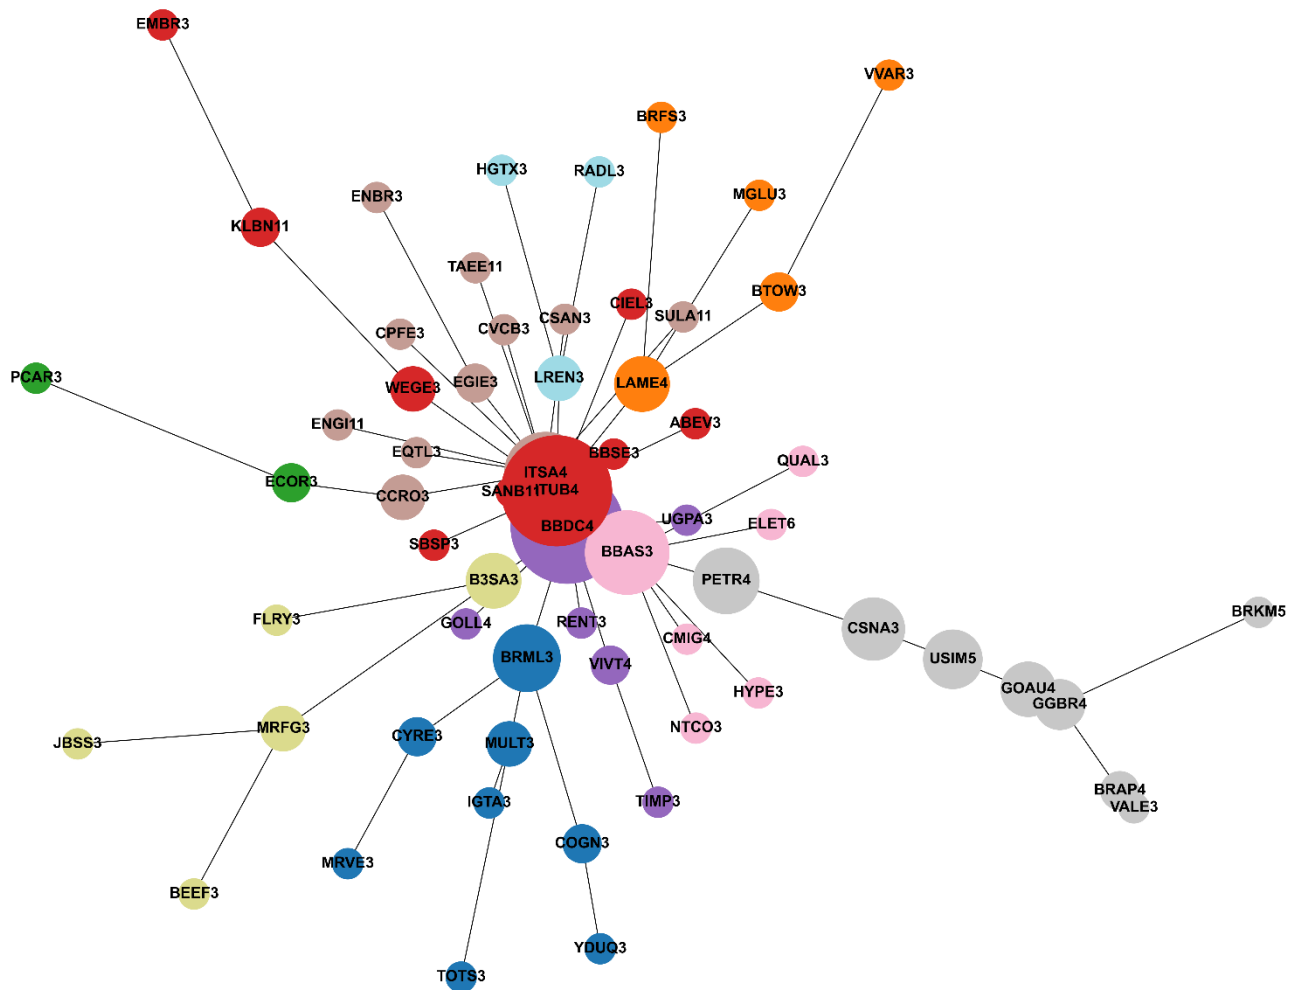 EMBR3
VVAR3
BRFS3
HGTX3
RADL3
ENBR3
MGLU3
KLBN11
TAEE11
BTOW3
CIEL3
CSAN3
SULA11
CVCB3
CPFE3
PCAR3
LREN3
EGIE3
LAME4
WEGE3
ENGI11
ABEV3
EQTL3
BBSE3
QUAL3
ITSA4
ECOR3
SANB11
ITUB4
CCRO3
UGPA3
ELET6
BBDC4
SBSP3
BBAS3
B3SA3
PETR4
FLRY3
GOLL4
RENT3
BRKM5
CSNA3
CMIG4
BRML3
VIVT4
USIM5
HYPE3
GOAU4
GGBR4
MRFG3
NTCO3
CYRE3
JBSS3
MULT3
BRAP4
IGTA3
TIMP3
VALE3
COGN3
MRVE3
BEEF3
YDUQ3
TOTS3